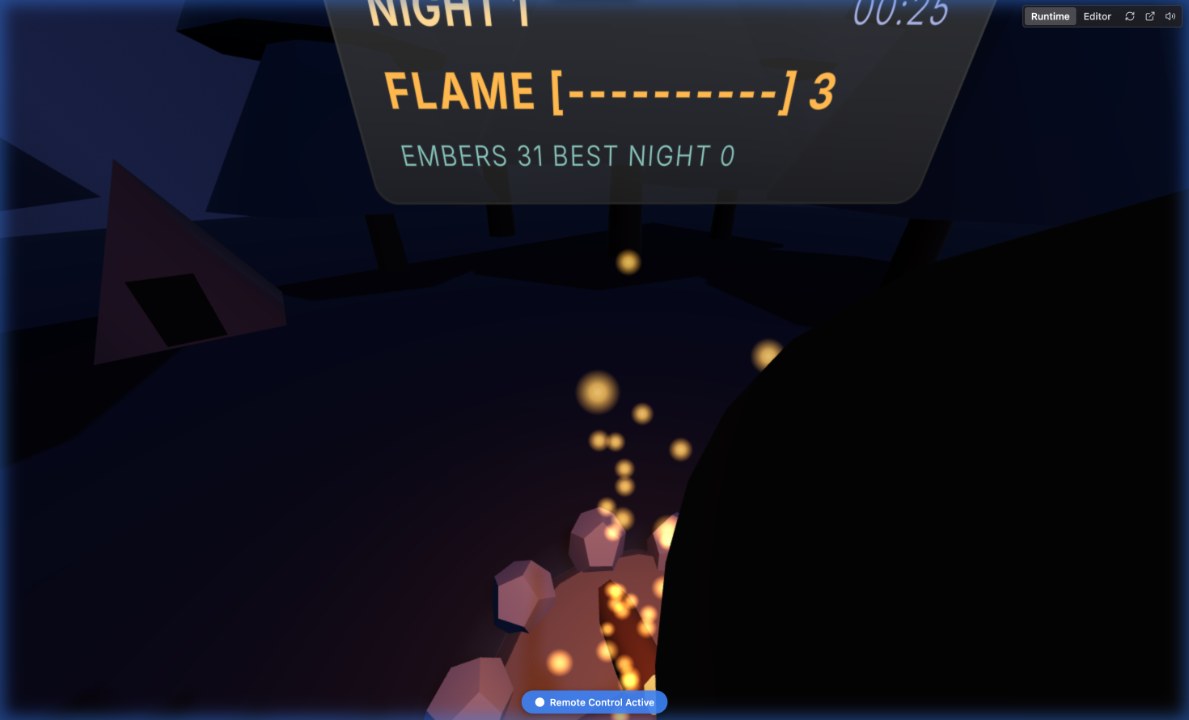 NIGHT 1 00:25
FLAME [----------] 3
EMBERS 31 BEST NIGHT 0
Runtime Editor
Remote Control Active